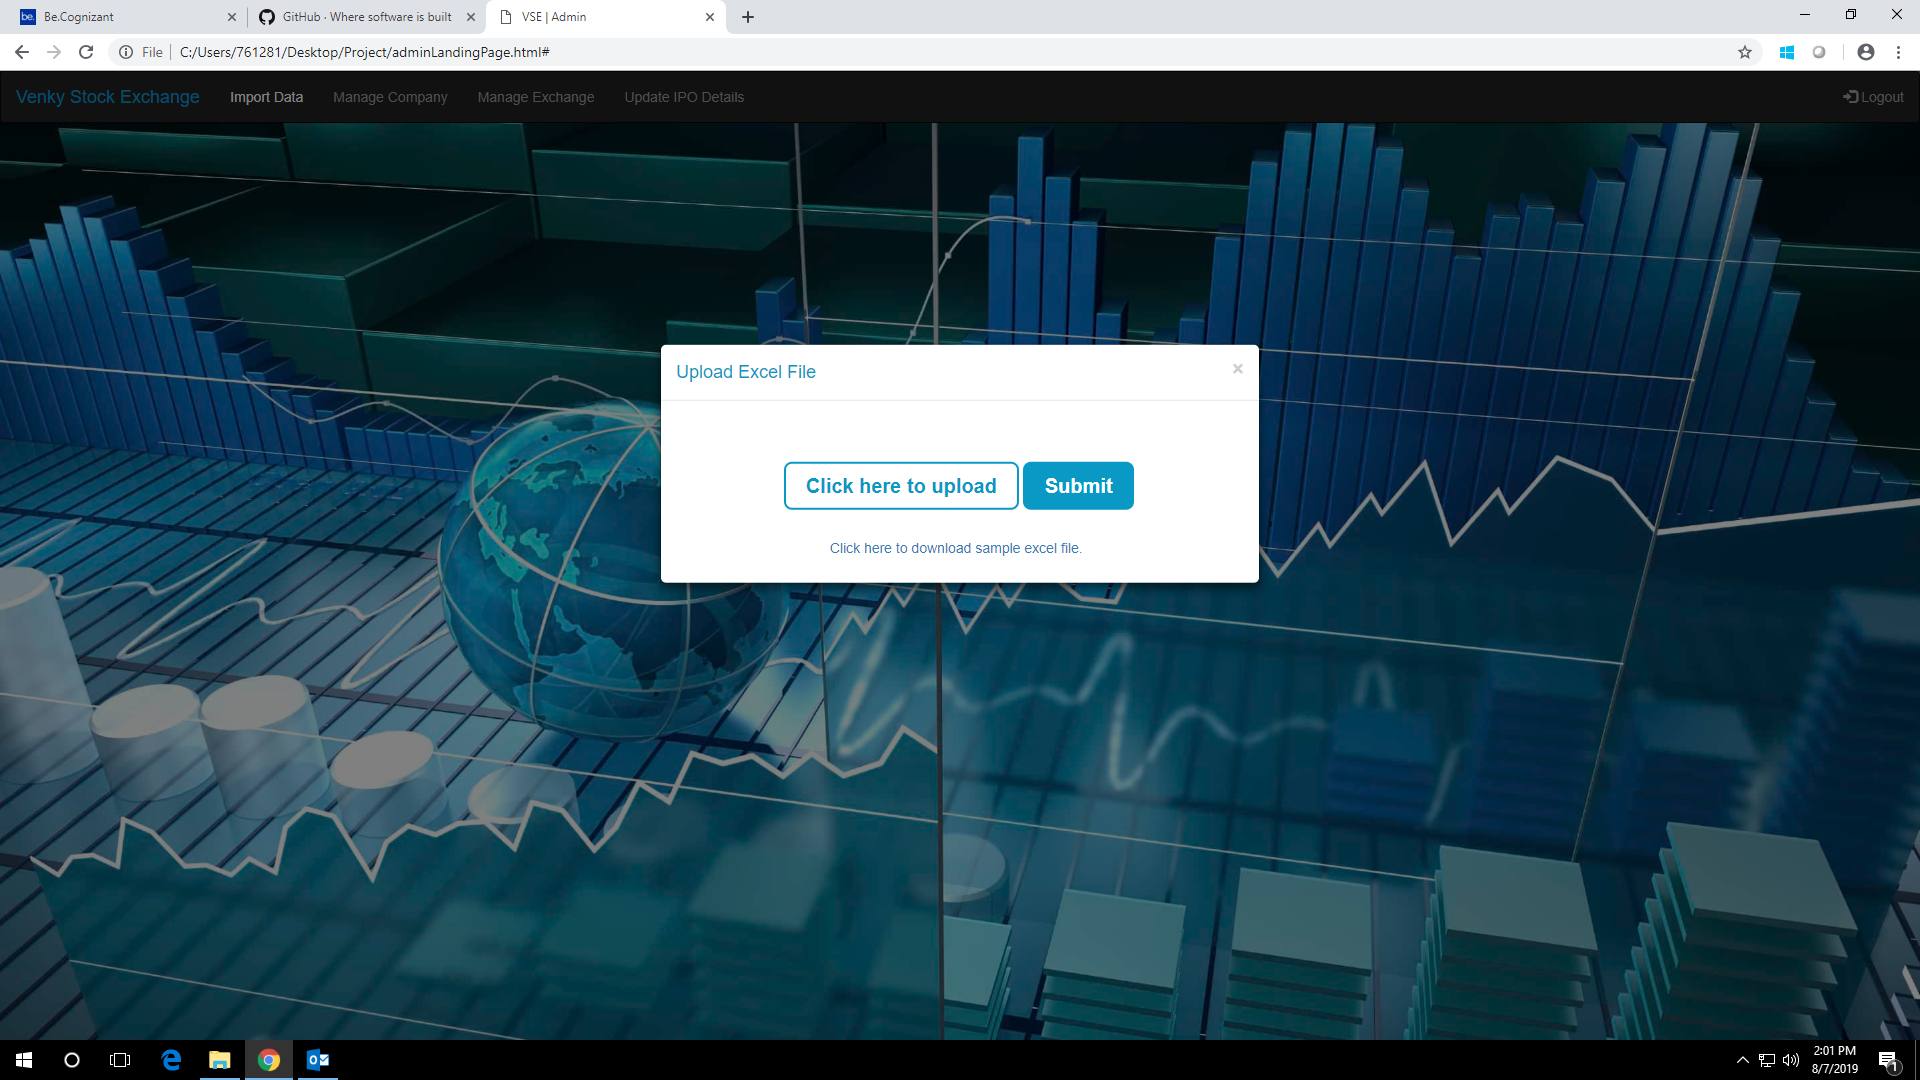 be. Be.Cognizant
GitHub · Where software is built
VSE | Admin
File
C:/Users/761281/Desktop/Project/adminLandingPage.html#
Venky Stock Exchange
Import Data
Manage Company
Manage Exchange
Update IPO Details
Logout
Upload Excel File
×
Click here to upload
Submit
Click here to download sample excel file.
2:01 PM
8/7/2019
1